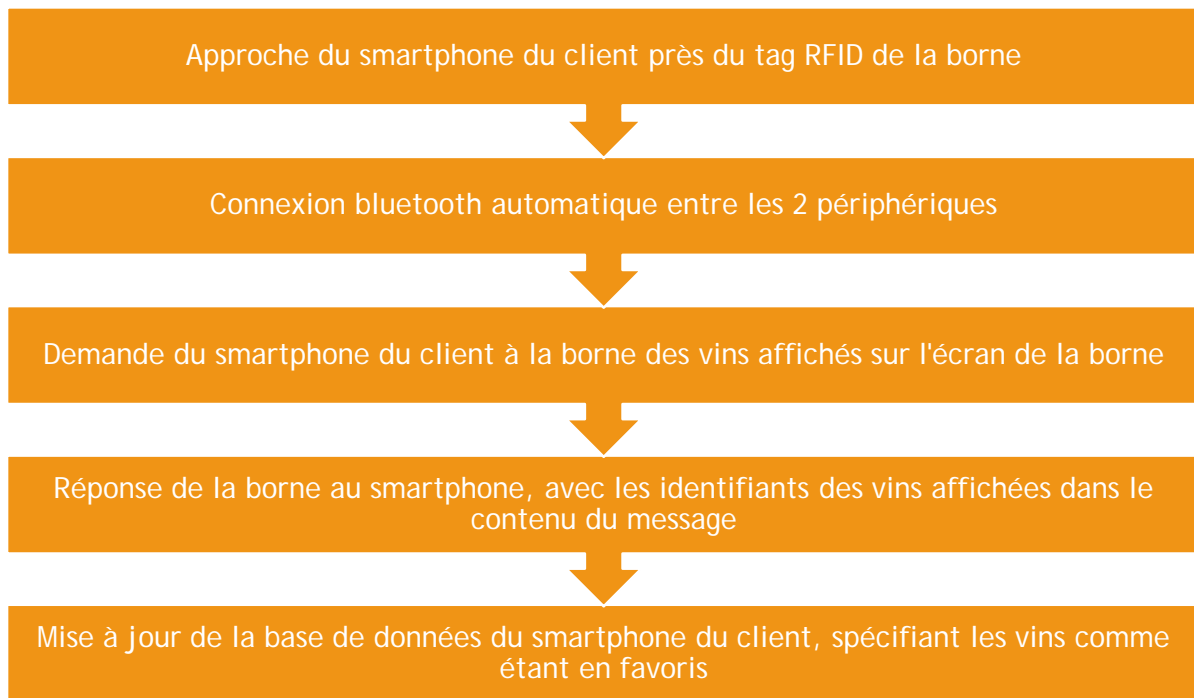 Approche du smartphone du client près du tag RFID de la borne
Connexion bluetooth automatique entre les 2 périphériques
Demande du smartphone du client à la borne des vins affichés sur l'écran de la borne
Réponse de la borne au smartphone, avec les identifiants des vins affichées dans le
contenu du message
Mise à jour de la base de données du smartphone du client, spécifiant les vins comme
étant en favoris